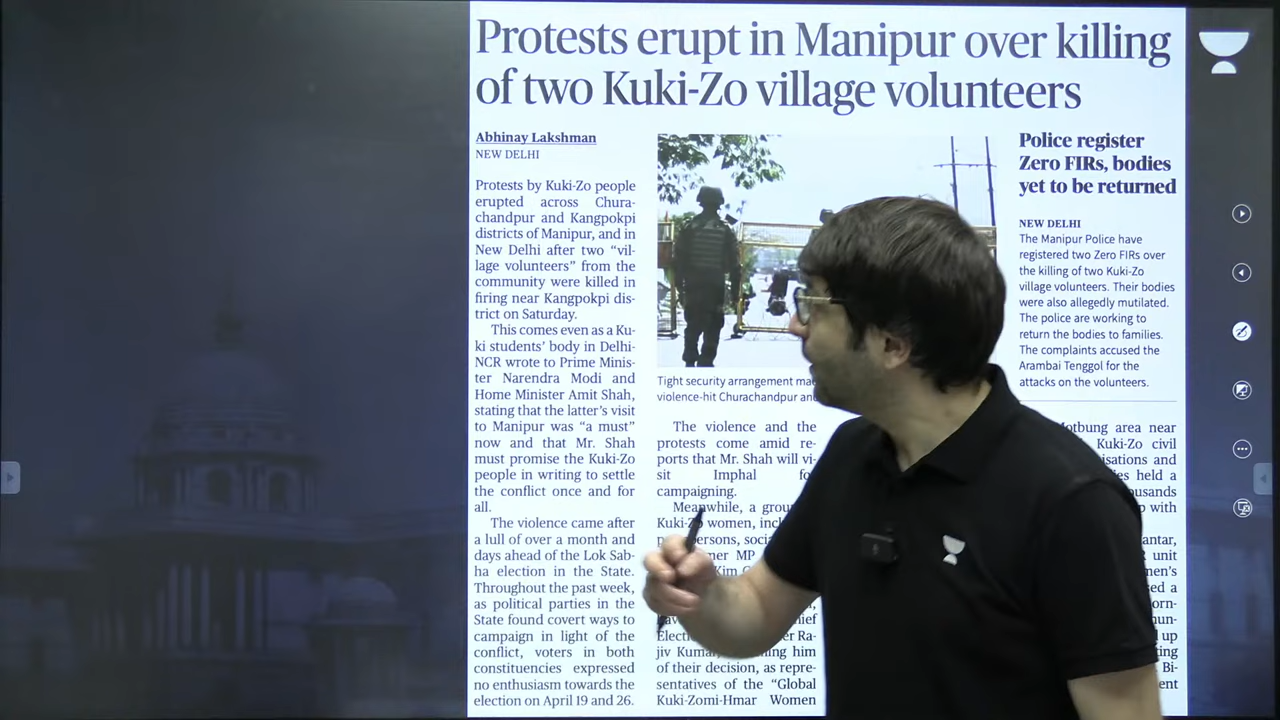 Protests erupt in Manipur over killing
of two Kuki-Zo village volunteers
Abhinay Lakshman
NEW DELHI
Protests by Kuki-Zo people
erupted across Chura-
chandpur and Kangpokpi
districts of Manipur, and in
New Delhi after two “vil-
lage volunteers” from the
community were killed in
firing near Kangpokpi dis-
trict on Saturday.
This comes even as a Ku-
ki students’ body in Delhi-
NCR wrote to Prime Minis-
ter Narendra Modi and
Home Minister Amit Shah,
stating that the latter’s visit
to Manipur was “a must”
now and that Mr. Shah
must promise the Kuki-Zo
people in writing to settle
the conflict once and for
all.
The violence came after
a lull of over a month and
days ahead of the Lok Sab-
ha election in the State.
Throughout the past week,
as political parties in the
State found covert ways to
campaign in light of the
conflict, voters in both
constituencies expressed
no enthusiasm towards the
election on April 19 and 26.
Tight security arrangement
violence-hit Churachandpur
The violence and the
protests come amid re-
ports that Mr. Shah will vi-
sit Imphal
campaigning.
Meanwhile, a
Kuki-Zo women,
MP
Kim
Elect
jiv Kumar, him
of their decision, as repre-
sentatives of the “Global
Kuki-Zomi-Hmar Women
Police register
Zero FIRs, bodies
yet to be returned
NEW DELHI
The Manipur Police have
registered two Zero FIRs over
the killing of two Kuki-Zo
village volunteers. Their bodies
were also allegedly mutilated.
The police are working to
return the bodies to families.
The complaints accused the
Arambai Tenggol for the
attacks on the volunteers.
area near
Kuki-Zo civil
and
held a
with
unit
a
up